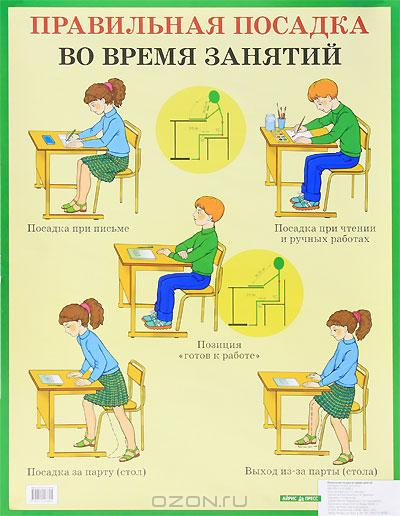 ПРАВИЛЬНАЯ ПОСАДКА
ВО ВРЕМЯ ЗАНЯТИЙ
Посадка при письме
Посадка при чтении
и ручных работах
Позиция
«готов к работе»
Посадка за парту (стол)
Выход из-за парты (стола)
АЙРИС ПРЕСС
ozon.ru